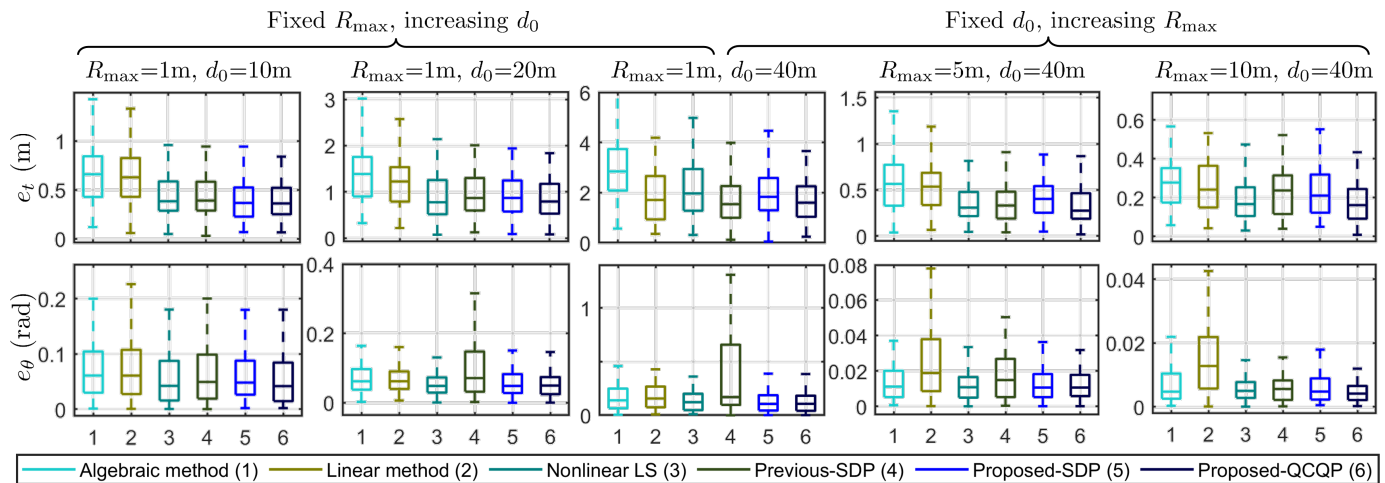 Fixed R_max, increasing d_0
Fixed d_0, increasing R_max
R_max=1m, d_0=10m
R_max=1m, d_0=20m
R_max=1m, d_0=40m
R_max=5m, d_0=40m
R_max=10m, d_0=40m
e_t (m)
1
0.5
0
3
2
1
0
6
4
2
0
1.5
1
0.5
0
0.6
0.4
0.2
0
e_θ (rad)
0.2
0.1
0
0.4
0.2
0
1
0.5
0
0.08
0.06
0.04
0.02
0
0.04
0.02
0
1 2 3 4 5 6
1 2 3 4 5 6
1 2 3 4 5 6
1 2 3 4 5 6
1 2 3 4 5 6
Algebraic method (1) Linear method (2) Nonlinear LS (3) Previous-SDP (4) Proposed-SDP (5) Proposed-QCQP (6)